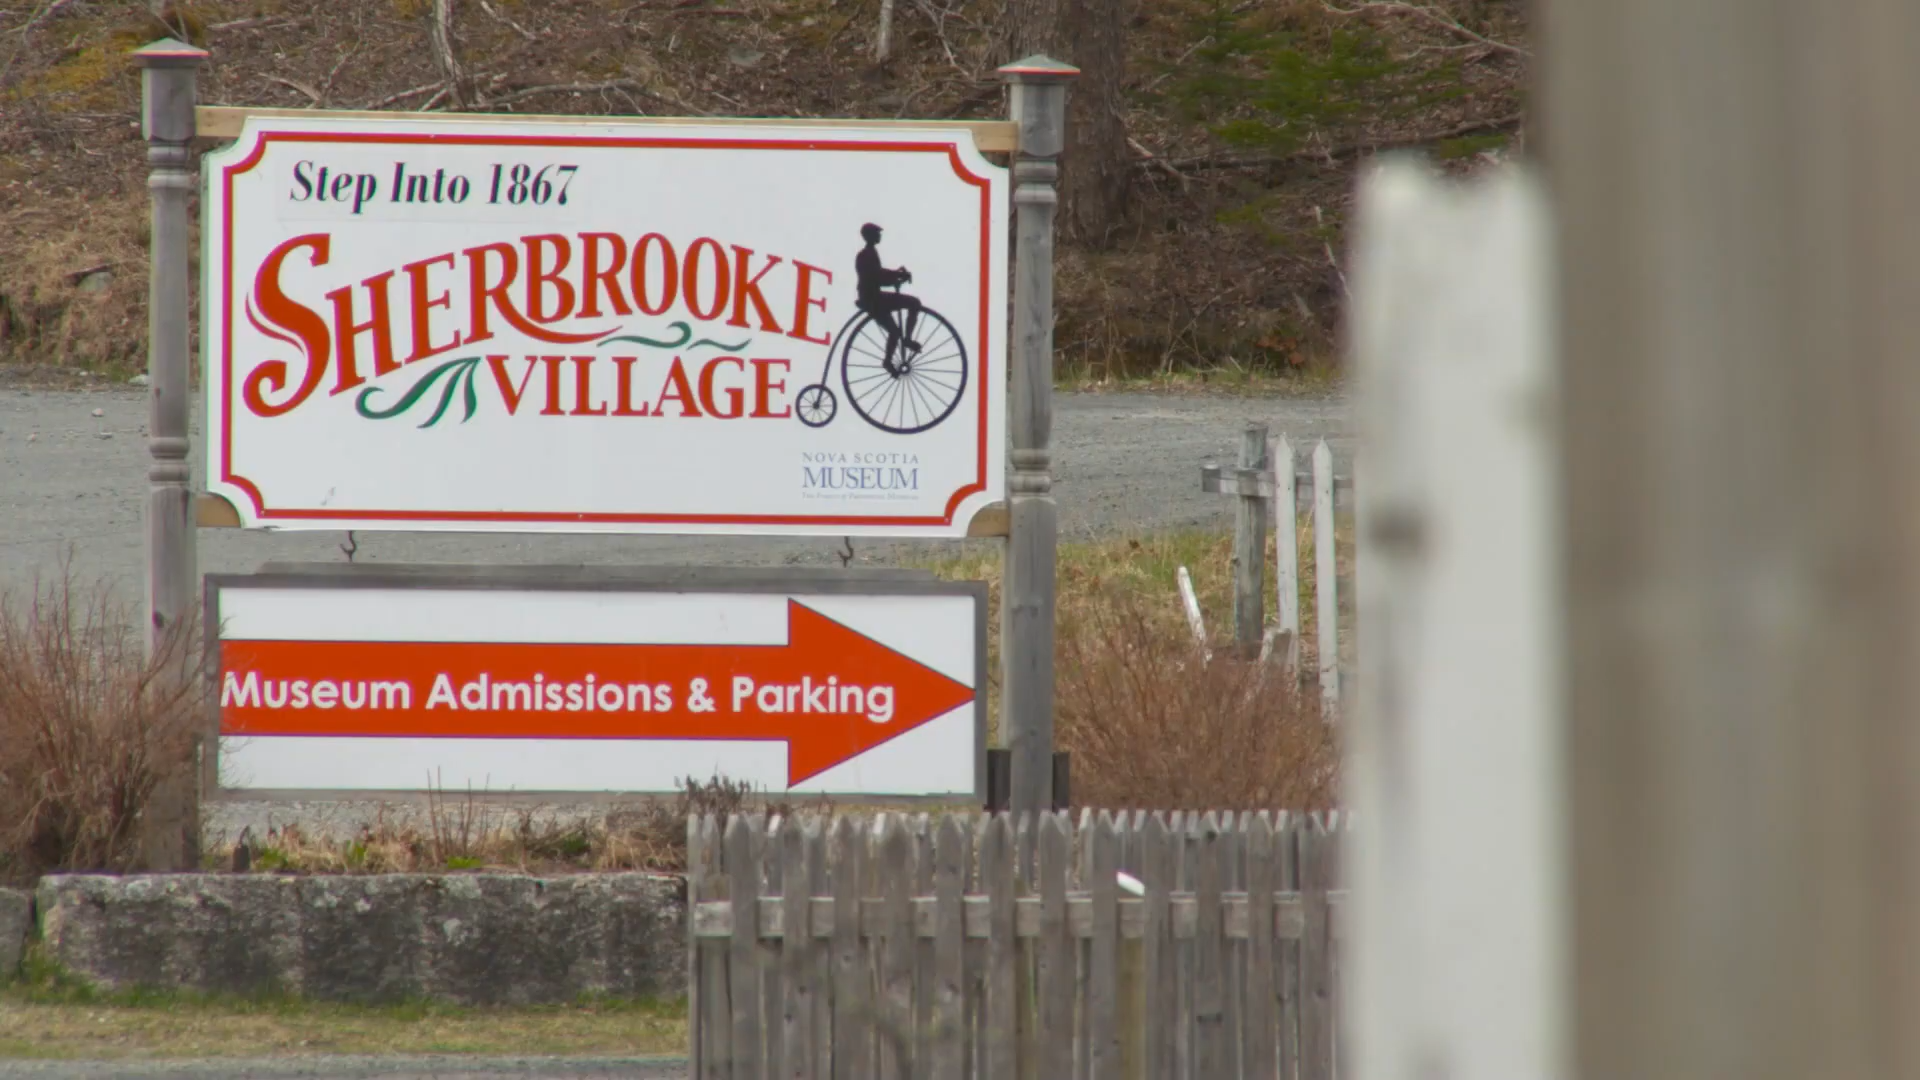 Step Into 1867
SHERBROOKE
VILLAGE
NOVA SCOTIA
MUSEUM
Museum Admissions & Parking